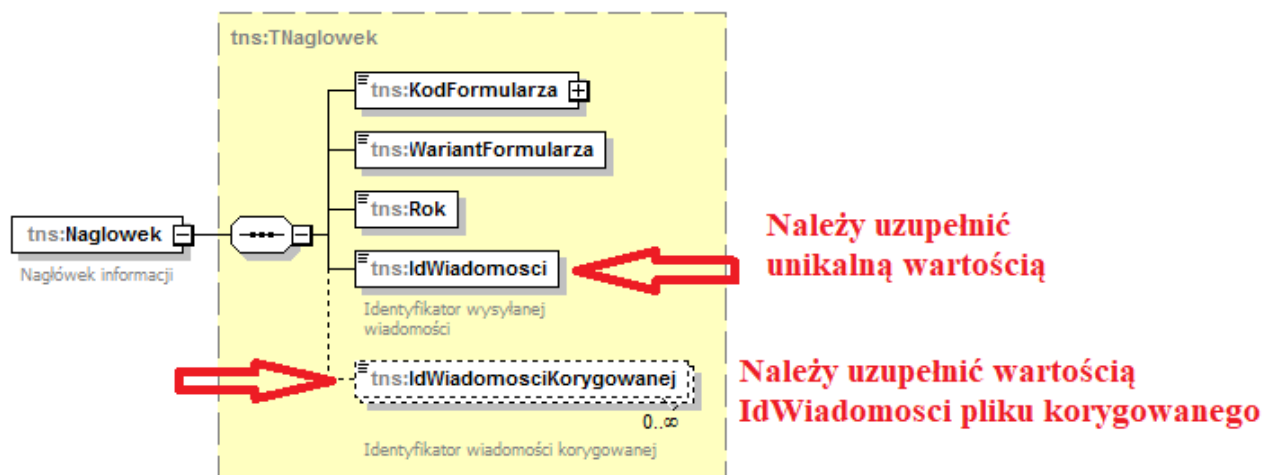 tns:TNaglowek
tns:KodFormularza
tns:WariantFormularza
tns:Rok
tns:Naglowek
Nagłówek informacji
tns:IdWiadomosci
Identyfikator wysyłanej
wiadomości
Należy uzupełnić
unikalną wartością
tns:IdWiadomosciKorygowanej
0..∞
Identyfikator wiadomości korygowanej
Należy uzupełnić wartością
IdWiadomosci pliku korygowanego